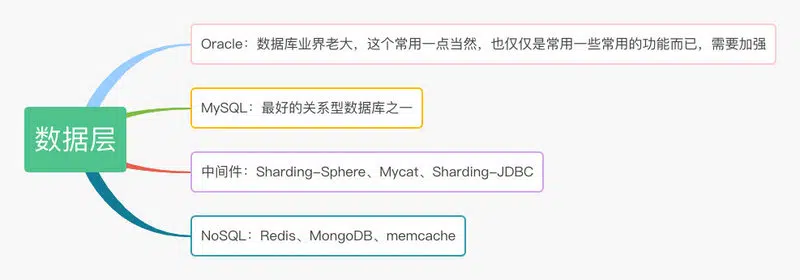 数据层
Oracle：数据库业界老大，这个常用一点当然，也仅仅是常用一些常用的功能而已，需要加强
MySQL：最好的关系型数据库之一
中间件：Sharding-Sphere、Mycat、Sharding-JDBC
NoSQL：Redis、MongoDB、memcache